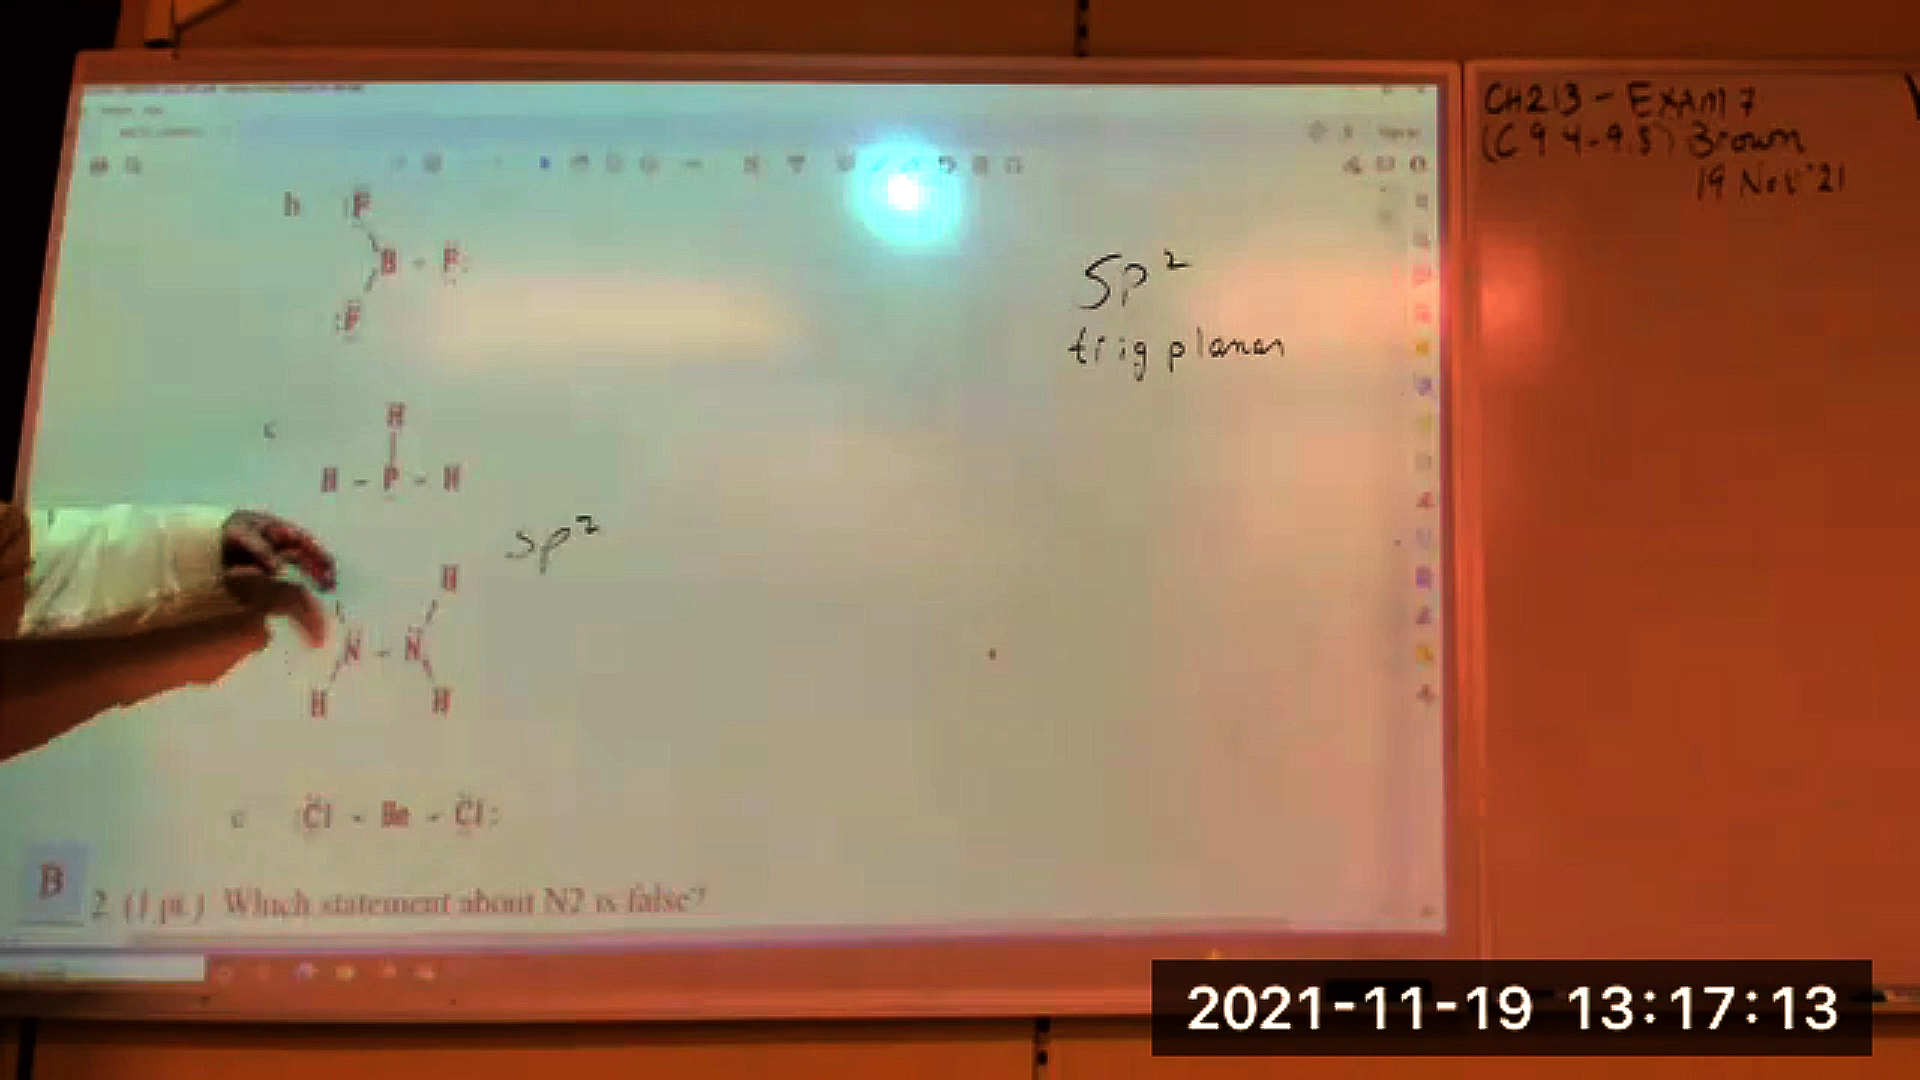 CH213 - EXAM 7
(C 9 4-9.5) Brown
19 Nov '21
b
:F
B - F:
:F
sp²
trig planar
c
H
H - P - H
sp²
H
N - N
H H
:Cl - Be - Cl:
B
2. (1 pt.) Which statement about N2 is false?
2021-11-19 13:17:13